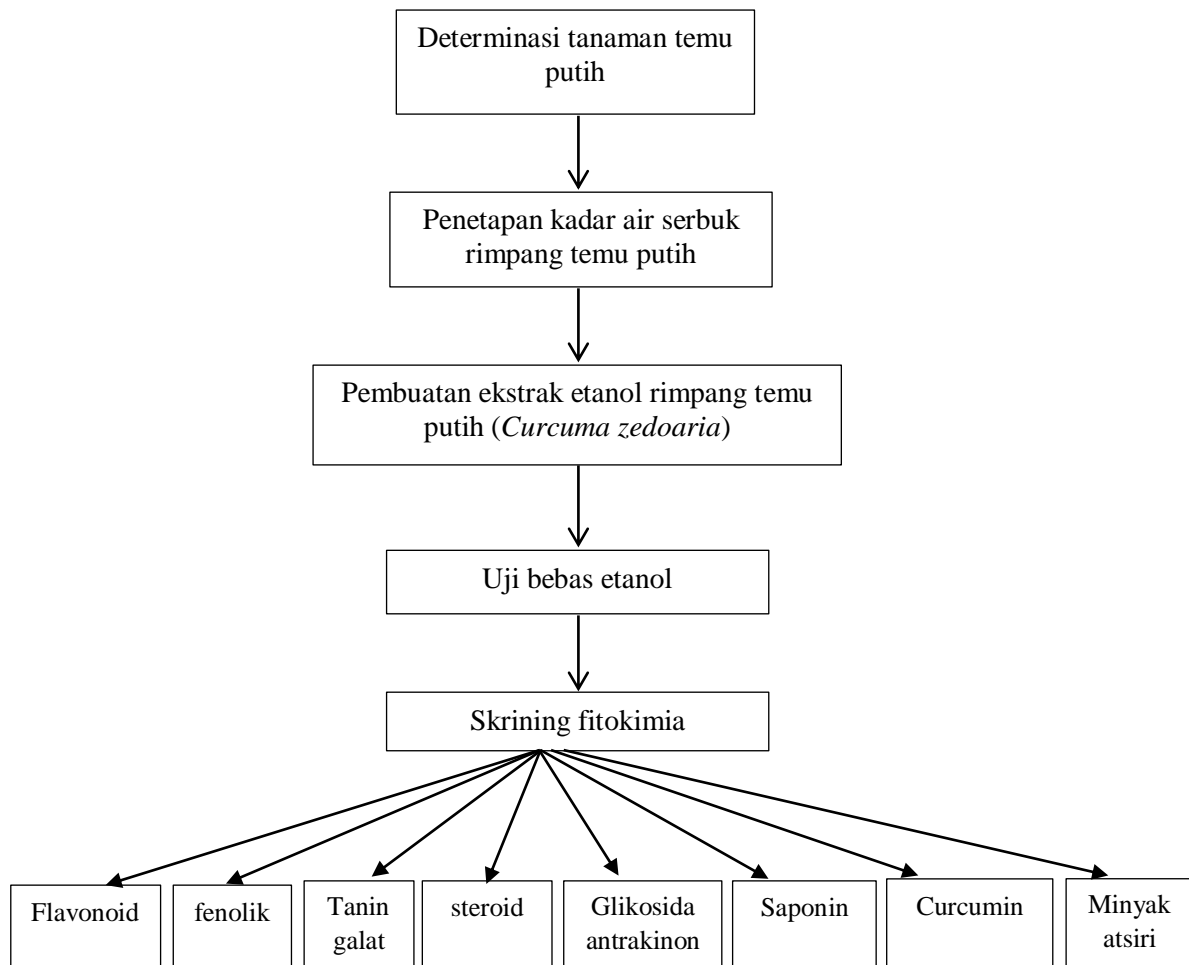 Determinasi tanaman temu
putih
Penetapan kadar air serbuk
rimpang temu putih
Pembuatan ekstrak etanol rimpang temu
putih (Curcuma zedoaria)
Uji bebas etanol
Skrining fitokimia
Flavonoid
fenolik
Tanin
galat
steroid
Glikosida
antrakinon
Saponin
Curcumin
Minyak
atsiri